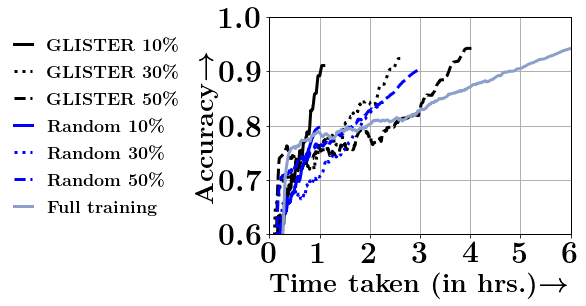 GLISTER 10%
GLISTER 30%
GLISTER 50%
Random 10%
Random 30%
Random 50%
Full training
Accuracy→
1.0
0.9
0.8
0.7
0.6
0 1 2 3 4 5 6
Time taken (in hrs.)→